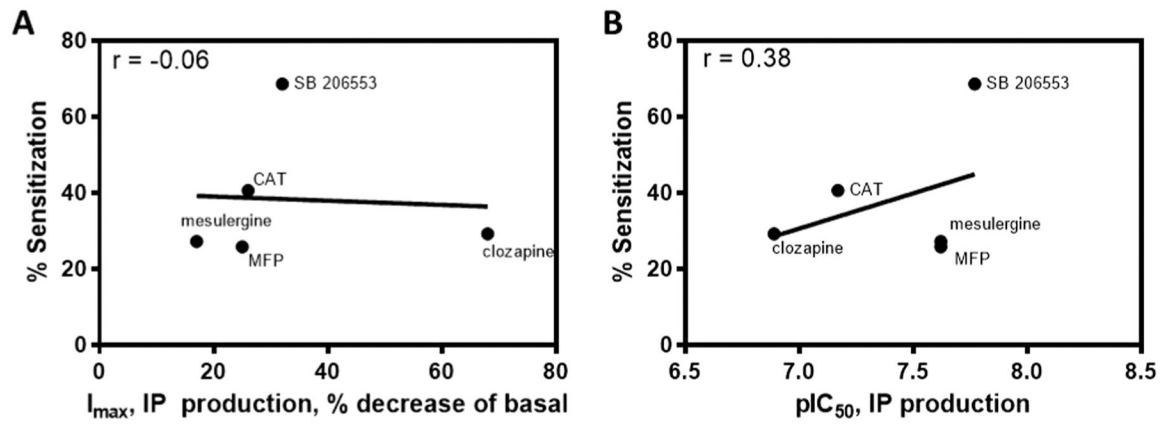 A
r = -0.06
% Sensitization
80
60
40
20
0
SB 206553
CAT
mesulergine
MFP
clozapine
0 20 40 60 80
Imax, IP production, % decrease of basal
B
r = 0.38
% Sensitization
80
60
40
20
0
SB 206553
CAT
mesulergine
clozapine
MFP
6.5 7.0 7.5 8.0 8.5
pIC50, IP production